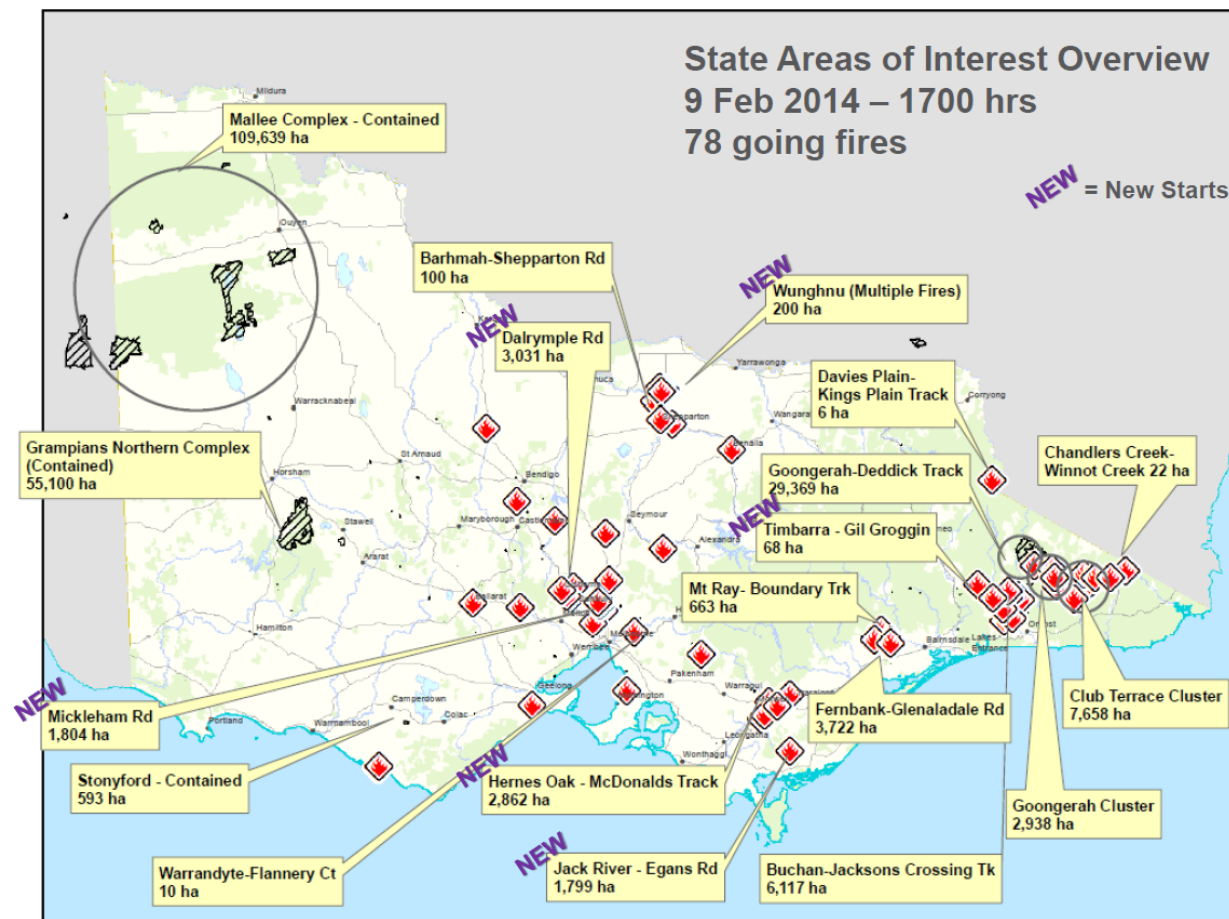 State Areas of Interest Overview
9 Feb 2014 – 1700 hrs
78 going fires
NEW = New Starts
Mildura
Mallee Complex - Contained
109,639 ha
Ouyen
Barhmah-Shepparton Rd
100 ha
NEW
Wunghnu (Multiple Fires)
200 ha
NEW
Dalrymple Rd
3,031 ha
Yarrawonga
Davies Plain-
Kings Plain Track
6 ha
Corryong
Warracknabeal
Shepparton
Benalla
Grampians Northern Complex
(Contained)
55,100 ha
St Arnaud
Horsham
Bendigo
Goongerah-Deddick Track
29,369 ha
Chandlers Creek-
Winnot Creek 22 ha
Stawell
Maryborough
Seymour
NEW
Timbarra - Gil Groggin
68 ha
Ararat
Alexandra
Mt Ray- Boundary Trk
663 ha
Ballarat
Hamilton
Bairnsdale
Lakes
Entrance
Werribee
Pakenham
NEW
Mickleham Rd
1,804 ha
Geelong
Camperdown
Colac
Portland
Warrnambool
Warragul
Leongatha
Wonthaggi
Fernbank-Glenaladale Rd
3,722 ha
Club Terrace Cluster
7,658 ha
Stonyford - Contained
593 ha
NEW
Hernes Oak - McDonalds Track
2,862 ha
Goongerah Cluster
2,938 ha
Warrandyte-Flannery Ct
10 ha
NEW
Jack River - Egans Rd
1,799 ha
Buchan-Jacksons Crossing Tk
6,117 ha